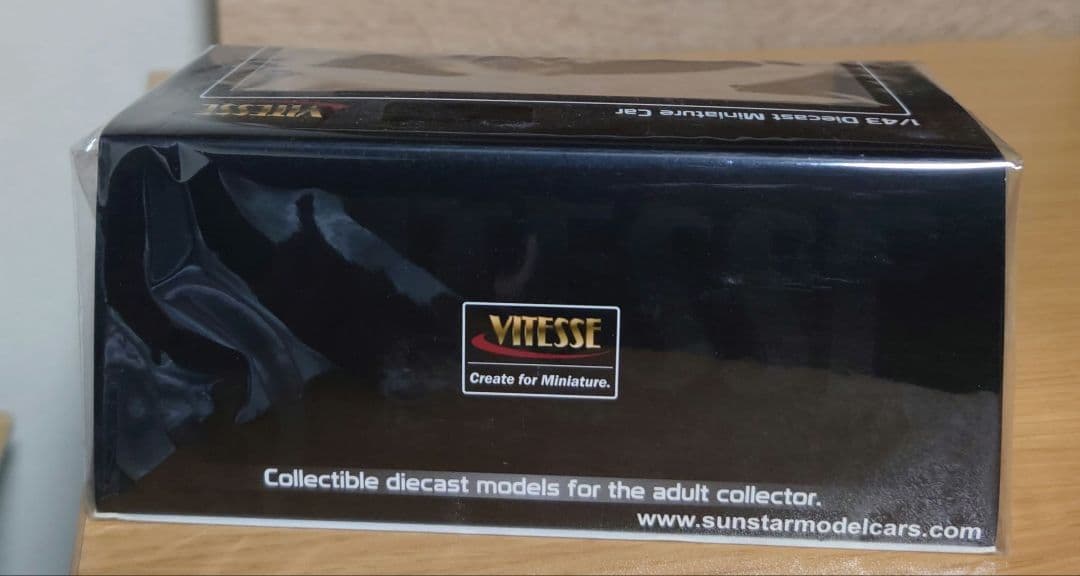 VITESSE
1/43 Diecast Miniature Car
VITESSE
Create for Miniature.
Collectible diecast models for the adult collector.
www.sunstarmodelcars.com